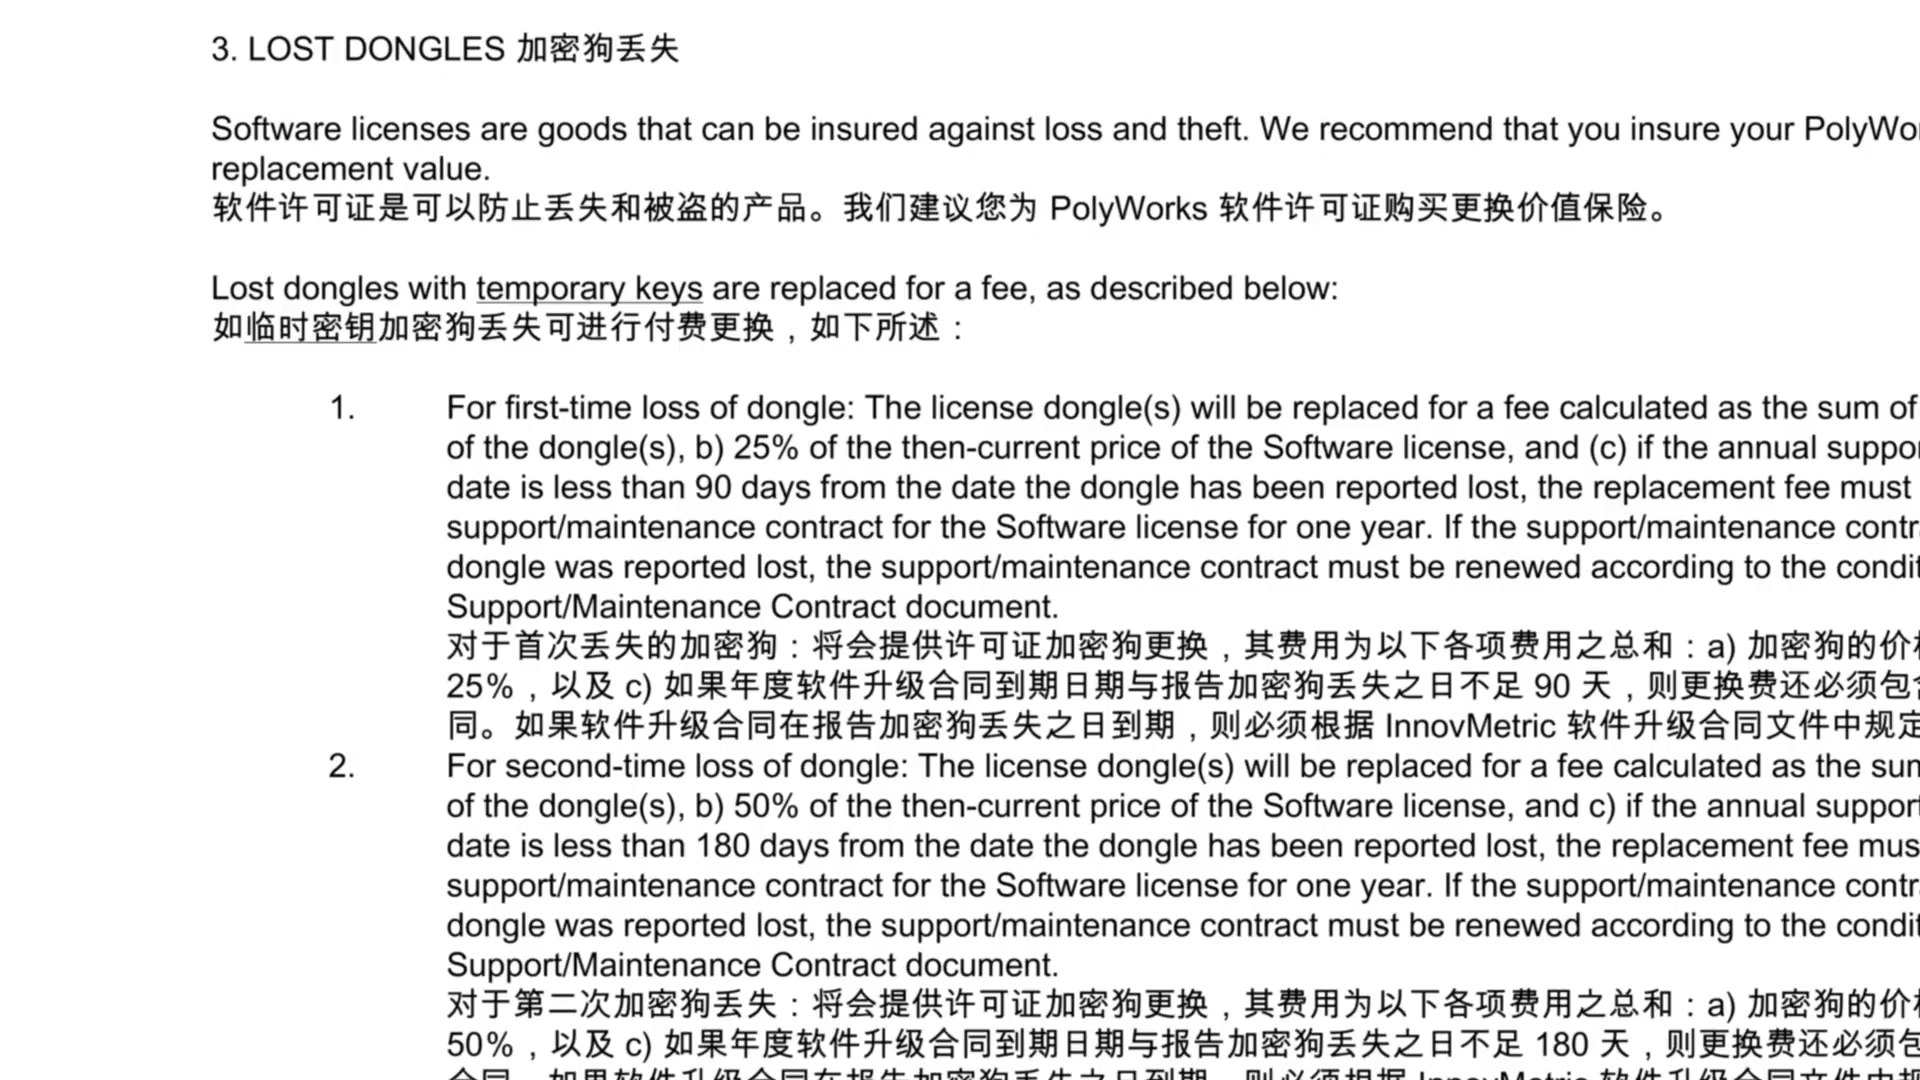 3. LOST DONGLES 加密狗丢失
Software licenses are goods that can be insured against loss and theft. We recommend that you insure your
replacement value.
软件许可证是可以防止丢失和被盗的产品。我们建议您为 PolyWorks 软件许可证购买更换价值保险。
Lost dongles with temporary keys are replaced for a fee, as described below:
如临时密钥加密狗丢失可进行付费更换，如下所述：
1. For first-time loss of dongle: The license dongle(s) will be replaced for a fee calculated as the sum of
of the dongle(s), b) 25% of the then-current price of the Software license, and (c) if the annual
date is less than 90 days from the date the dongle has been reported lost, the replacement fee must
support/maintenance contract for the Software license for one year. If the support/maintenance
dongle was reported lost, the support/maintenance contract must be renewed according to the
Support/Maintenance Contract document.
对于首次丢失的加密狗：将会提供许可证加密狗更换，其费用为以下各项费用之总和：a) 加密狗的价
25%，以及 c) 如果年度软件升级合同到期日期与报告加密狗丢失之日不足 90 天，则更换费还必须包
同。如果软件升级合同在报告加密狗丢失之日到期，则必须根据 InnovMetric 软件升级合同文件中规定
2. For second-time loss of dongle: The license dongle(s) will be replaced for a fee calculated as the
of the dongle(s), b) 50% of the then-current price of the Software license, and c) if the annual
date is less than 180 days from the date the dongle has been reported lost, the replacement fee
support/maintenance contract for the Software license for one year. If the support/maintenance
dongle was reported lost, the support/maintenance contract must be renewed according to the
Support/Maintenance Contract document.
对于第二次加密狗丢失：将会提供许可证加密狗更换，其费用为以下各项费用之总和：a) 加密狗的价
50%，以及 c) 如果年度软件升级合同到期日期与报告加密狗丢失之日不足 180 天，则更换费还必须